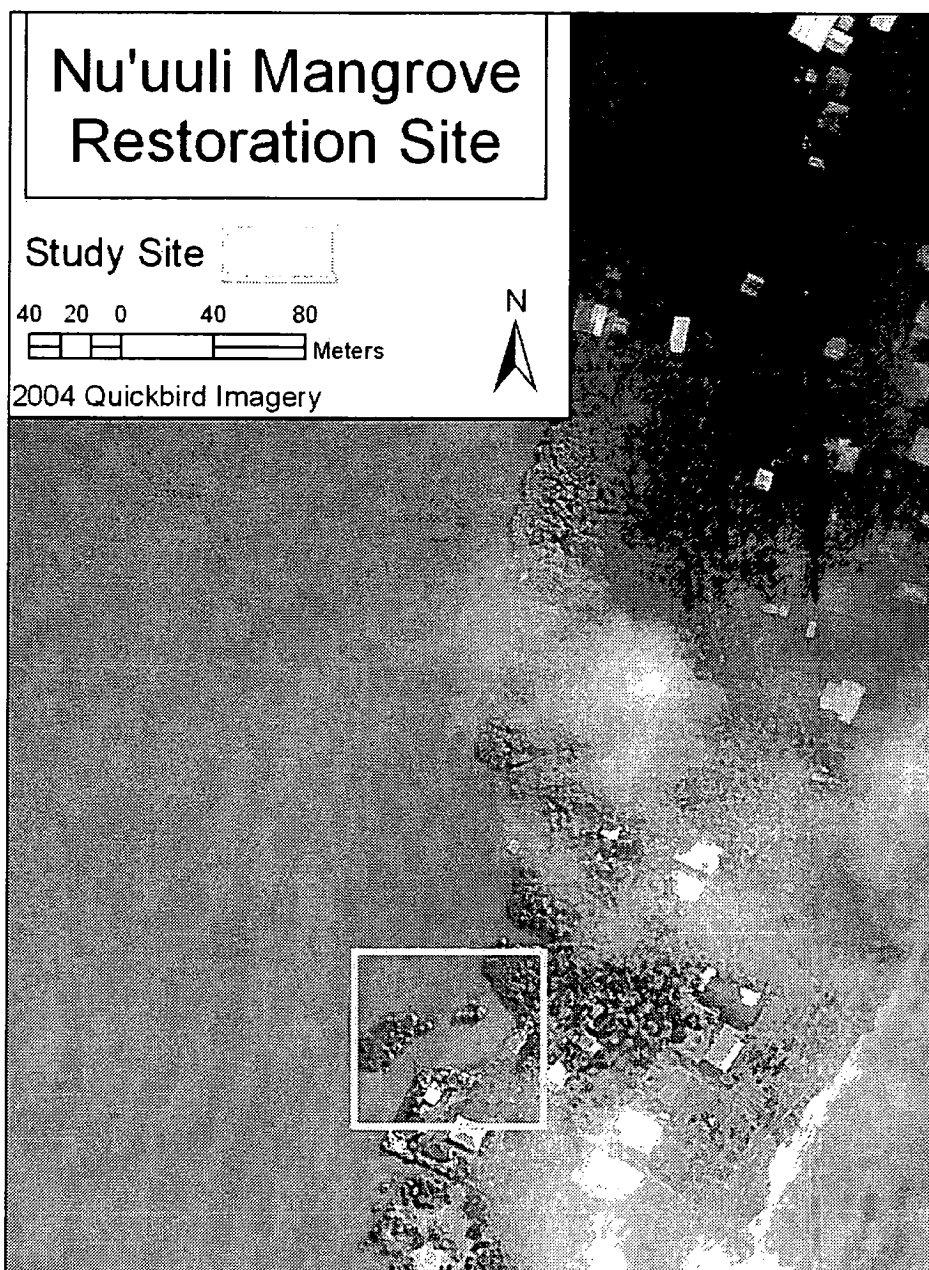 Nu'uuli Mangrove
Restoration Site
Study Site
N
40 20 0 40 80
Meters
2004 Quickbird Imagery